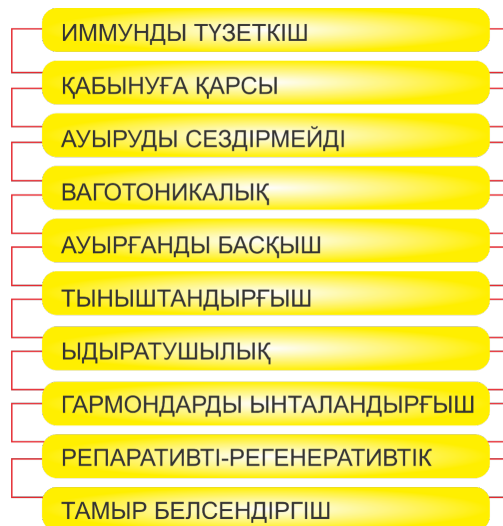 ИММУНДЫ ТҮЗЕТКІШ
ҚАБЫНУҒА ҚАРСЫ
АУЫРУДЫ СЕЗДІРМЕЙДІ
ВАГОТОНИКАЛЫҚ
АУЫРҒАНДЫ БАСҚЫШ
ТЫНЫШТАНДЫРҒЫШ
ЫДЫРАТУШЫЛЫҚ
ГАРМОНДАРДЫ ЫНТАЛАНДЫРҒЫШ
РЕПАРАТИВТІ-РЕГЕНЕРАТИВТІК
ТАМЫР БЕЛСЕНДІРГІШ